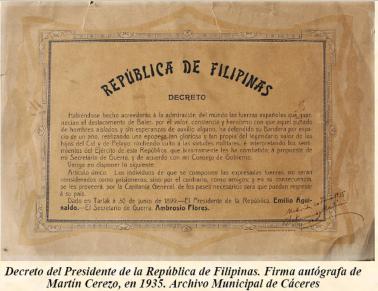 REPÚBLICA DE FILIPINAS
DECRETO
Habiéndose hecho acreedoras á la admiración del mundo las fuerzas españolas que guar-
necían el destacamento de Baler, por el valor, constancia y heroísmo con que aquel puñado
de hombres aislados y sin esperanzas de auxilio alguno, ha defendido su Bandera por espa-
cio de un año, realizando una epopeya tan gloriosa y tan propia del legendario valor de los
hijos del Cid y de Pelayo; rindiendo culto á las virtudes militares, é interpretando los senti-
mientos del Ejército de esta República, que bizarramente les ha combatido; á propuesta de
mi Secretario de Guerra, y de acuerdo con mi Consejo de Gobierno,
Vengo en disponer lo siguiente:
Artículo único. Los individuos de que se componen las expresadas fuerzas, no serán
considerados como prisioneros, sino por el contrario, como amigos; y en su consecuencia,
se les proveerá, por la Capitanía General, de los pases necesarios para que puedan regresar
á su país.
Dado en Tarlak á 30 junio de 1899.—El Presidente de la República, Emilio Agui-
naldo.—El Secretario de Guerra, Ambrosio Flores.
Decreto del Presidente de la República de Filipinas. Firma autógrafa de
Martín Cerezo, en 1935. Archivo Municipal de Cáceres